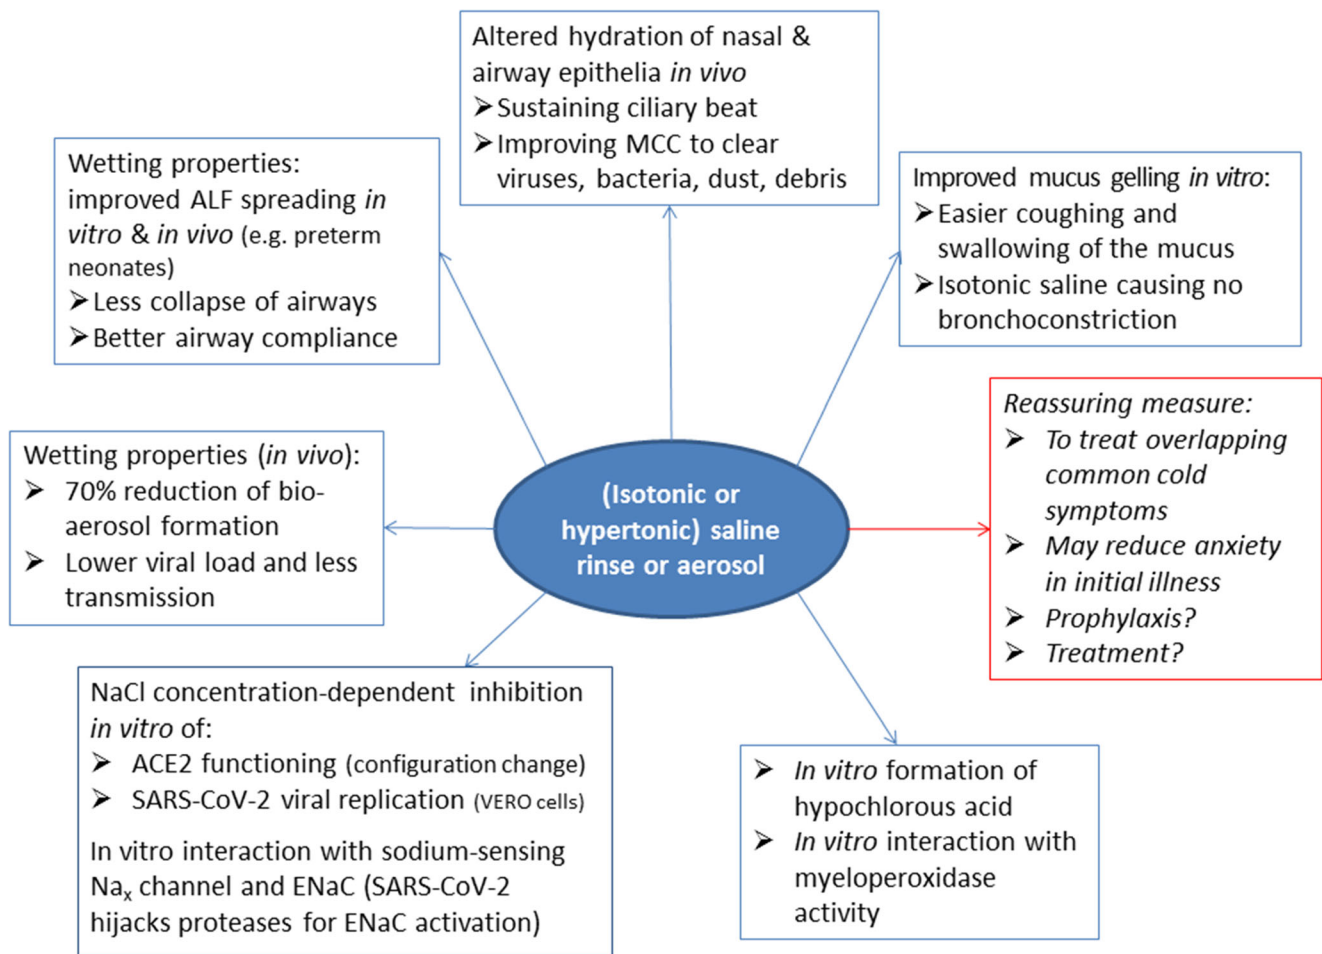 Altered hydration of nasal &
airway epithelia in vivo
➤Sustaining ciliary beat
➤Improving MCC to clear
viruses, bacteria, dust, debris
Wetting properties:
improved ALF spreading in
vitro & in vivo (e.g. preterm
neonates)
➤Less collapse of airways
➤Better airway compliance
Improved mucus gelling in vitro:
➤Easier coughing and
swallowing of the mucus
➤Isotonic saline causing no
bronchoconstriction
Reassuring measure:
➤ To treat overlapping
common cold
symptoms
➤ May reduce anxiety
in initial illness
➤ Prophylaxis?
➤ Treatment?
Wetting properties (in vivo):
➤ 70% reduction of bio-
aerosol formation
➤ Lower viral load and less
transmission
(Isotonic or
hypertonic) saline
rinse or aerosol
NaCl concentration-dependent inhibition
in vitro of:
➤ ACE2 functioning (configuration change)
➤ SARS-CoV-2 viral replication (VERO cells)
In vitro interaction with sodium-sensing
Naₓ channel and ENaC (SARS-CoV-2
hijacks proteases for ENaC activation)
➤ In vitro formation of
hypochlorous acid
➤ In vitro interaction with
myeloperoxidase
activity